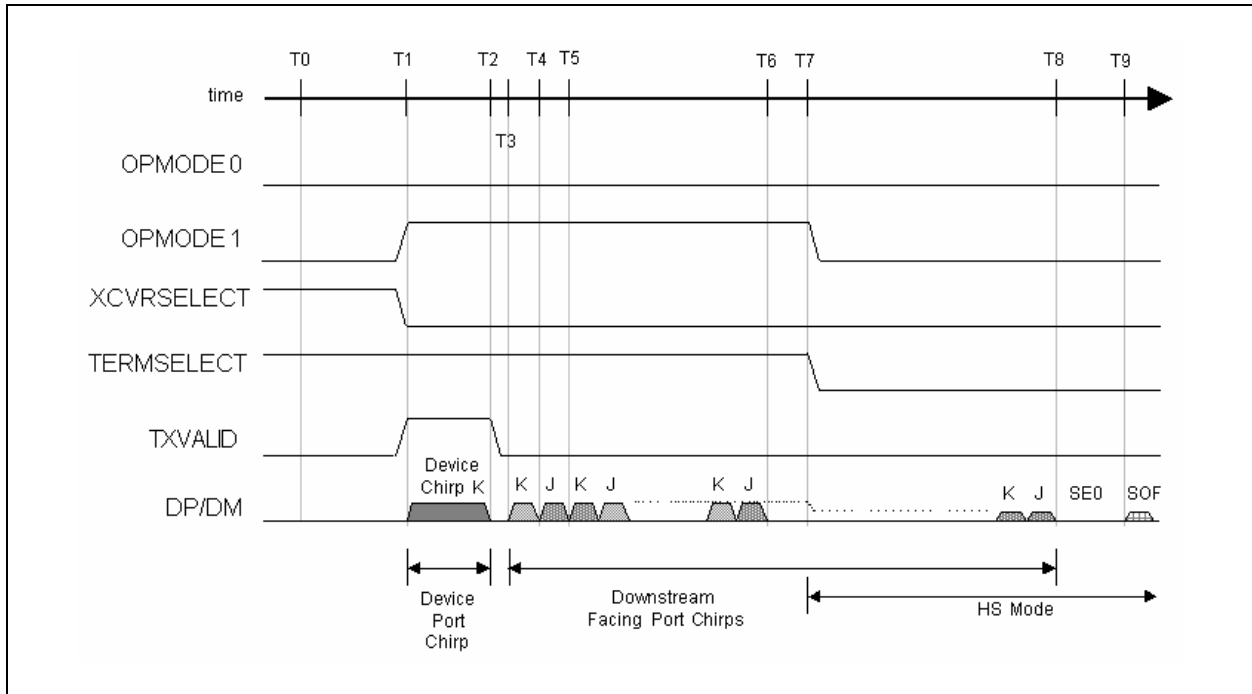 T0 T1 T2 T4 T5 T6 T7 T8 T9
time
T3
OPMODE 0
OPMODE 1
XCVRSELECT
TERMSELECT
TXVALID
Device
Chirp K
K J K J K J K J SE0 SOF
DP/DM
Device
Port
Chirp
Downstream
Facing Port Chirps
HS Mode